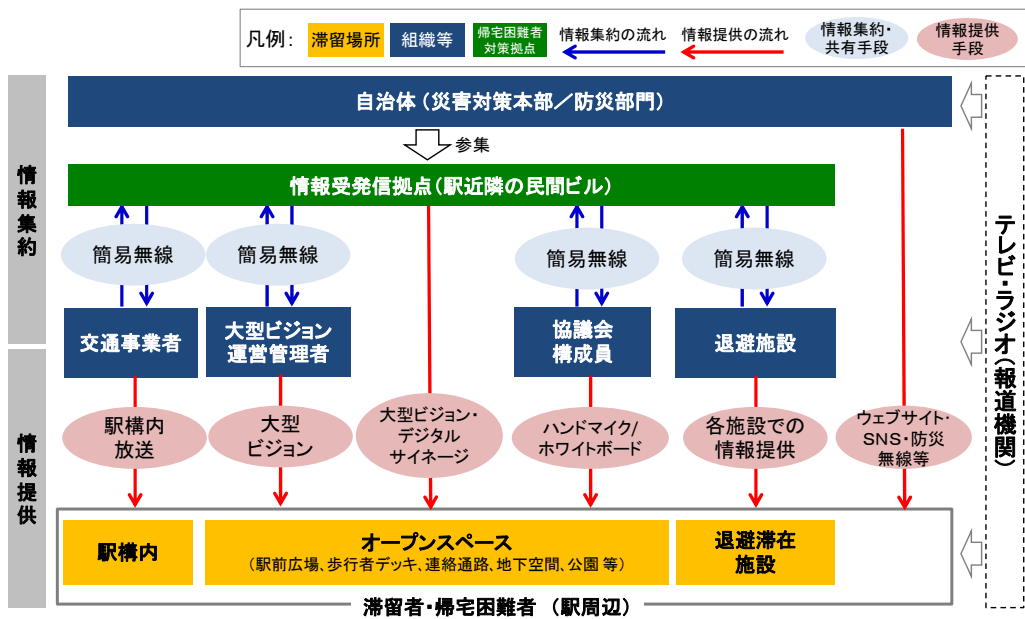 凡例：
滞留場所
組織等
帰宅困難者
対策拠点
情報集約の流れ
情報提供の流れ
情報集約・
共有手段
情報提供
手段
自治体（災害対策本部／防災部門）
参集
情報受発信拠点（駅近隣の民間ビル）
情報集約
簡易無線
簡易無線
簡易無線
簡易無線
交通事業者
大型ビジョン
運営管理者
協議会
構成員
退避施設
テレビ・ラジオ（報道機関）
情報提供
駅構内
放送
大型
ビジョン
大型ビジョン・
デジタル
サイネージ
ハンドマイク/
ホワイトボード
各施設での
情報提供
ウェブサイト・
ＳＮＳ・防災
無線等
駅構内
オープンスペース
（駅前広場、歩行者デッキ、連絡通路、地下空間、公園 等）
退避滞在
施設
滞留者・帰宅困難者　（駅周辺）